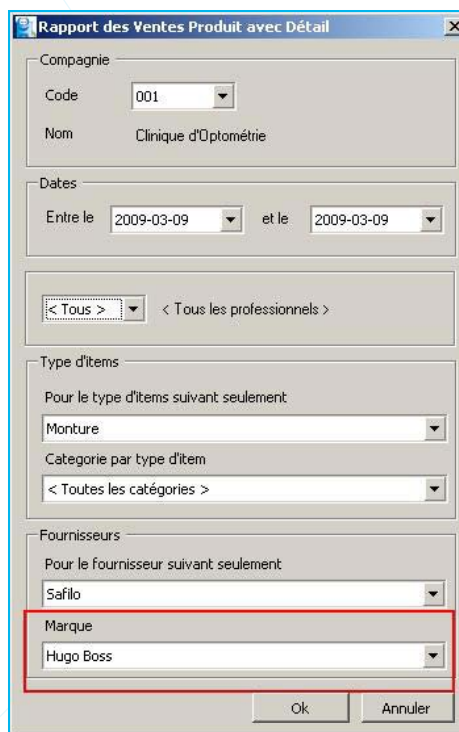 Rapport des Ventes Produit avec Détail
Compagnie
Code 001
Nom Clinique d'Optométrie
Dates
Entre le 2009-03-09 et le 2009-03-09
< Tous > < Tous les professionnels >
Type d'items
Pour le type d'items suivant seulement
Monture
Categorie par type d'item
< Toutes les catégories >
Fournisseurs
Pour le fournisseur suivant seulement
Safilo
Marque
Hugo Boss
Ok Annuler